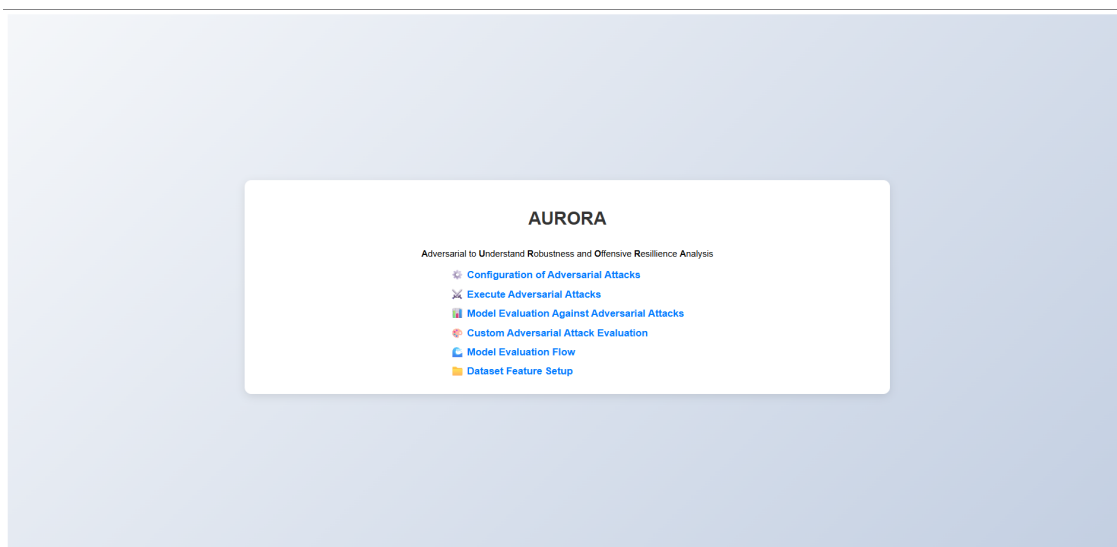 AURORA
Adversarial to Understand Robustness and Offensive Resillience Analysis
Configuration of Adversarial Attacks
Execute Adversarial Attacks
Model Evaluation Against Adversarial Attacks
Custom Adversarial Attack Evaluation
Model Evaluation Flow
Dataset Feature Setup